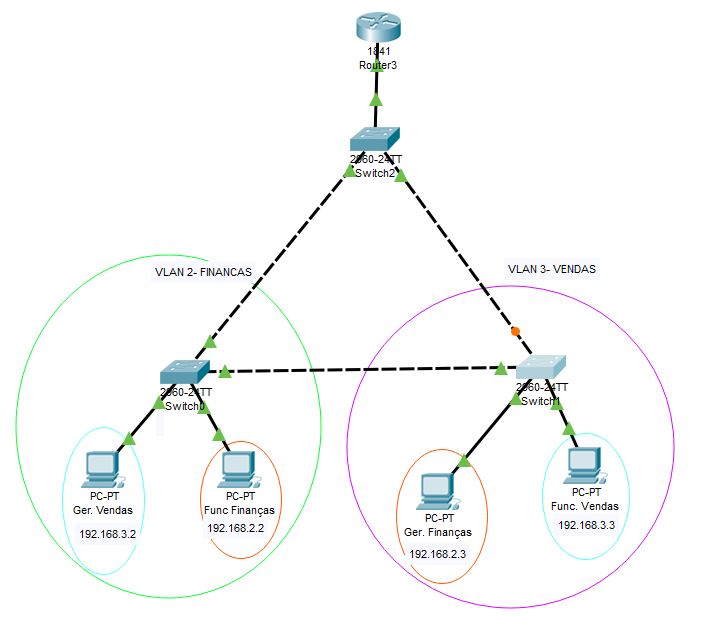 1841
Router3
2960-24TT
Switch2
VLAN 2- FINANCAS
VLAN 3- VENDAS
2960-24TT
Switch0
2960-24TT
Switch1
PC-PT
Ger. Vendas
192.168.3.2
PC-PT
Func Finanças
192.168.2.2
PC-PT
Ger. Finanças
192.168.2.3
PC-PT
Func. Vendas
192.168.3.3